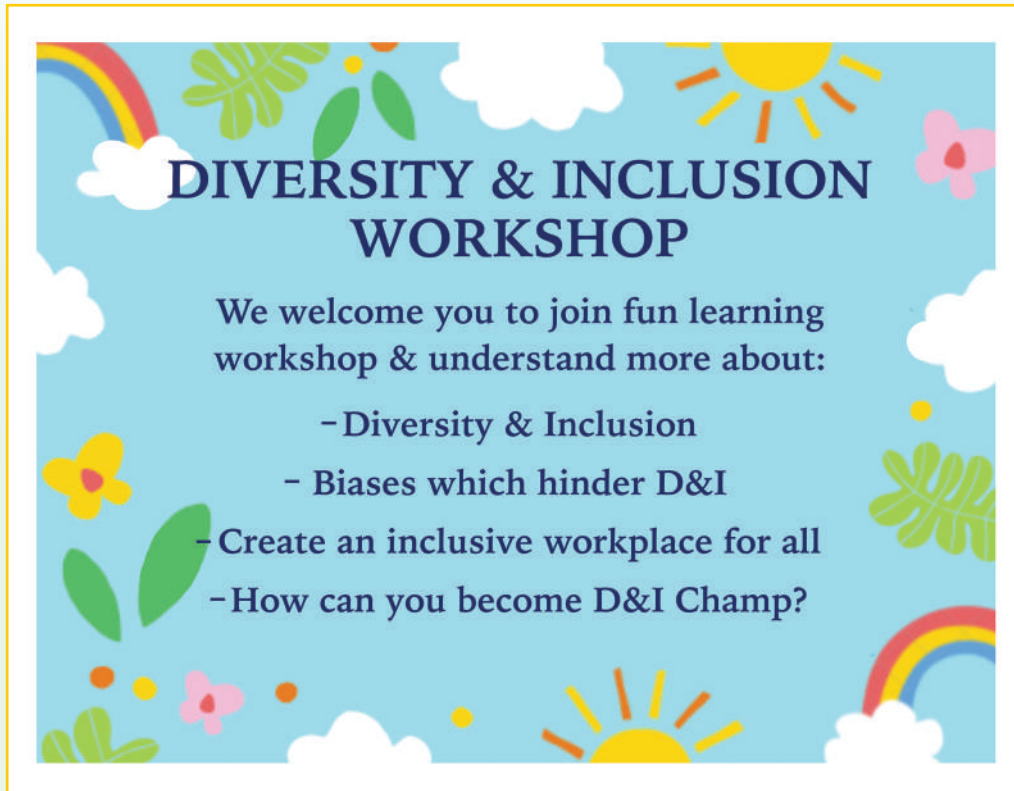 DIVERSITY & INCLUSION
WORKSHOP
We welcome you to join fun learning
workshop & understand more about:
-Diversity & Inclusion
- Biases which hinder D&I
-Create an inclusive workplace for all
-How can you become D&I Champ?